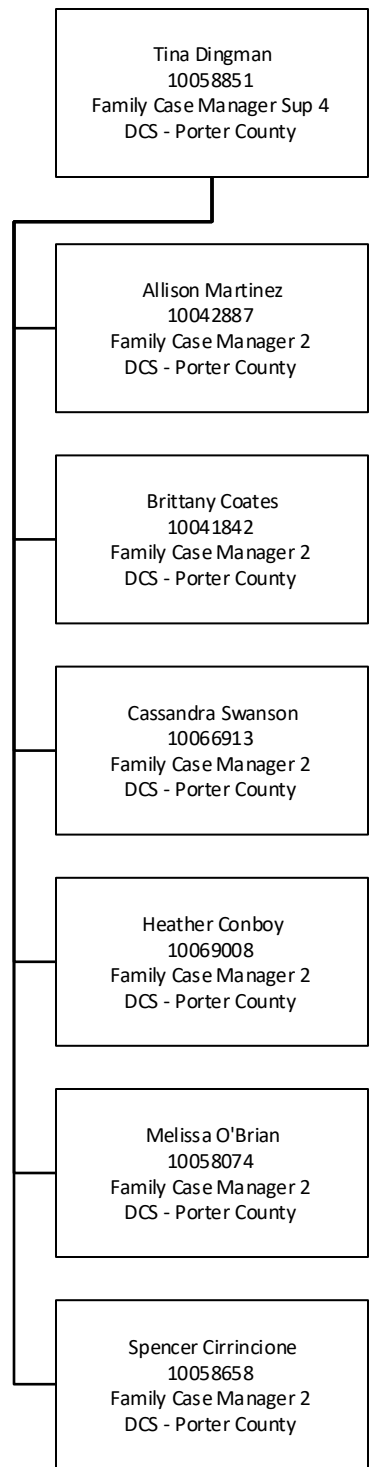 Tina Dingman
10058851
Family Case Manager Sup 4
DCS - Porter County
Allison Martinez
10042887
Family Case Manager 2
DCS - Porter County
Brittany Coates
10041842
Family Case Manager 2
DCS - Porter County
Cassandra Swanson
10066913
Family Case Manager 2
DCS - Porter County
Heather Conboy
10069008
Family Case Manager 2
DCS - Porter County
Melissa O'Brian
10058074
Family Case Manager 2
DCS - Porter County
Spencer Cirrincione
10058658
Family Case Manager 2
DCS - Porter County